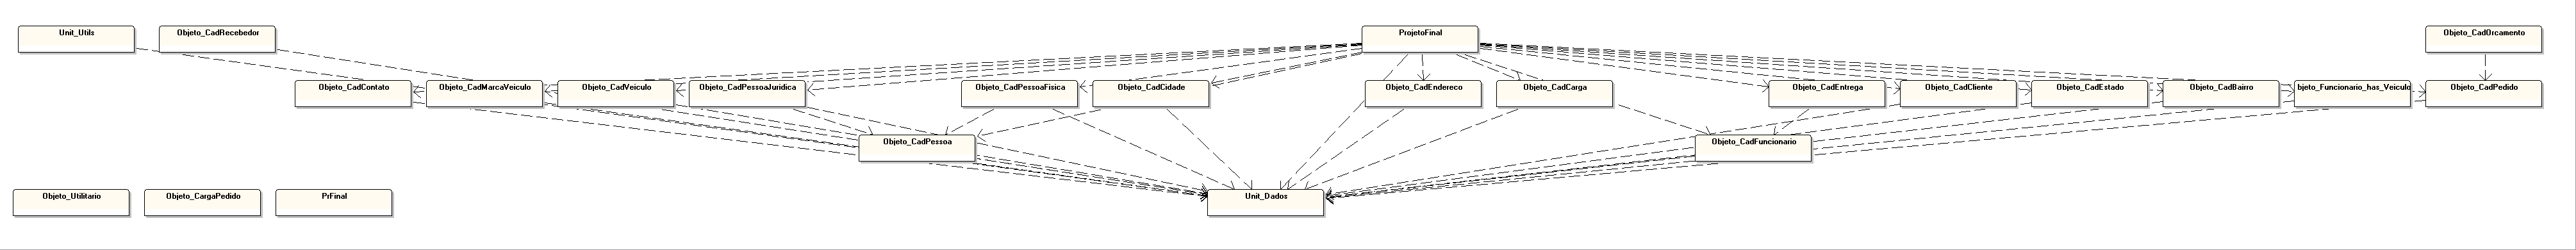 Unit_Utils
Objeto_CadRecebedor
ProjetoFinal
Objeto_CadOrcamento
Objeto_CadContato
Objeto_CadMarcaVeiculo
Objeto_CadVeiculo
Objeto_CadPessoaJuridica
Objeto_CadPessoaFisica
Objeto_CadCidade
Objeto_CadEndereco
Objeto_CadCarga
Objeto_CadEntrega
Objeto_CadCliente
Objeto_CadEstado
Objeto_CadBairro
bjeto_Funcionario_has_Veiculo
Objeto_CadPedido
Objeto_CadPessoa
Objeto_CadFuncionario
Objeto_Utilitario
Objeto_CargaPedido
PrFinal
Unit_Dados